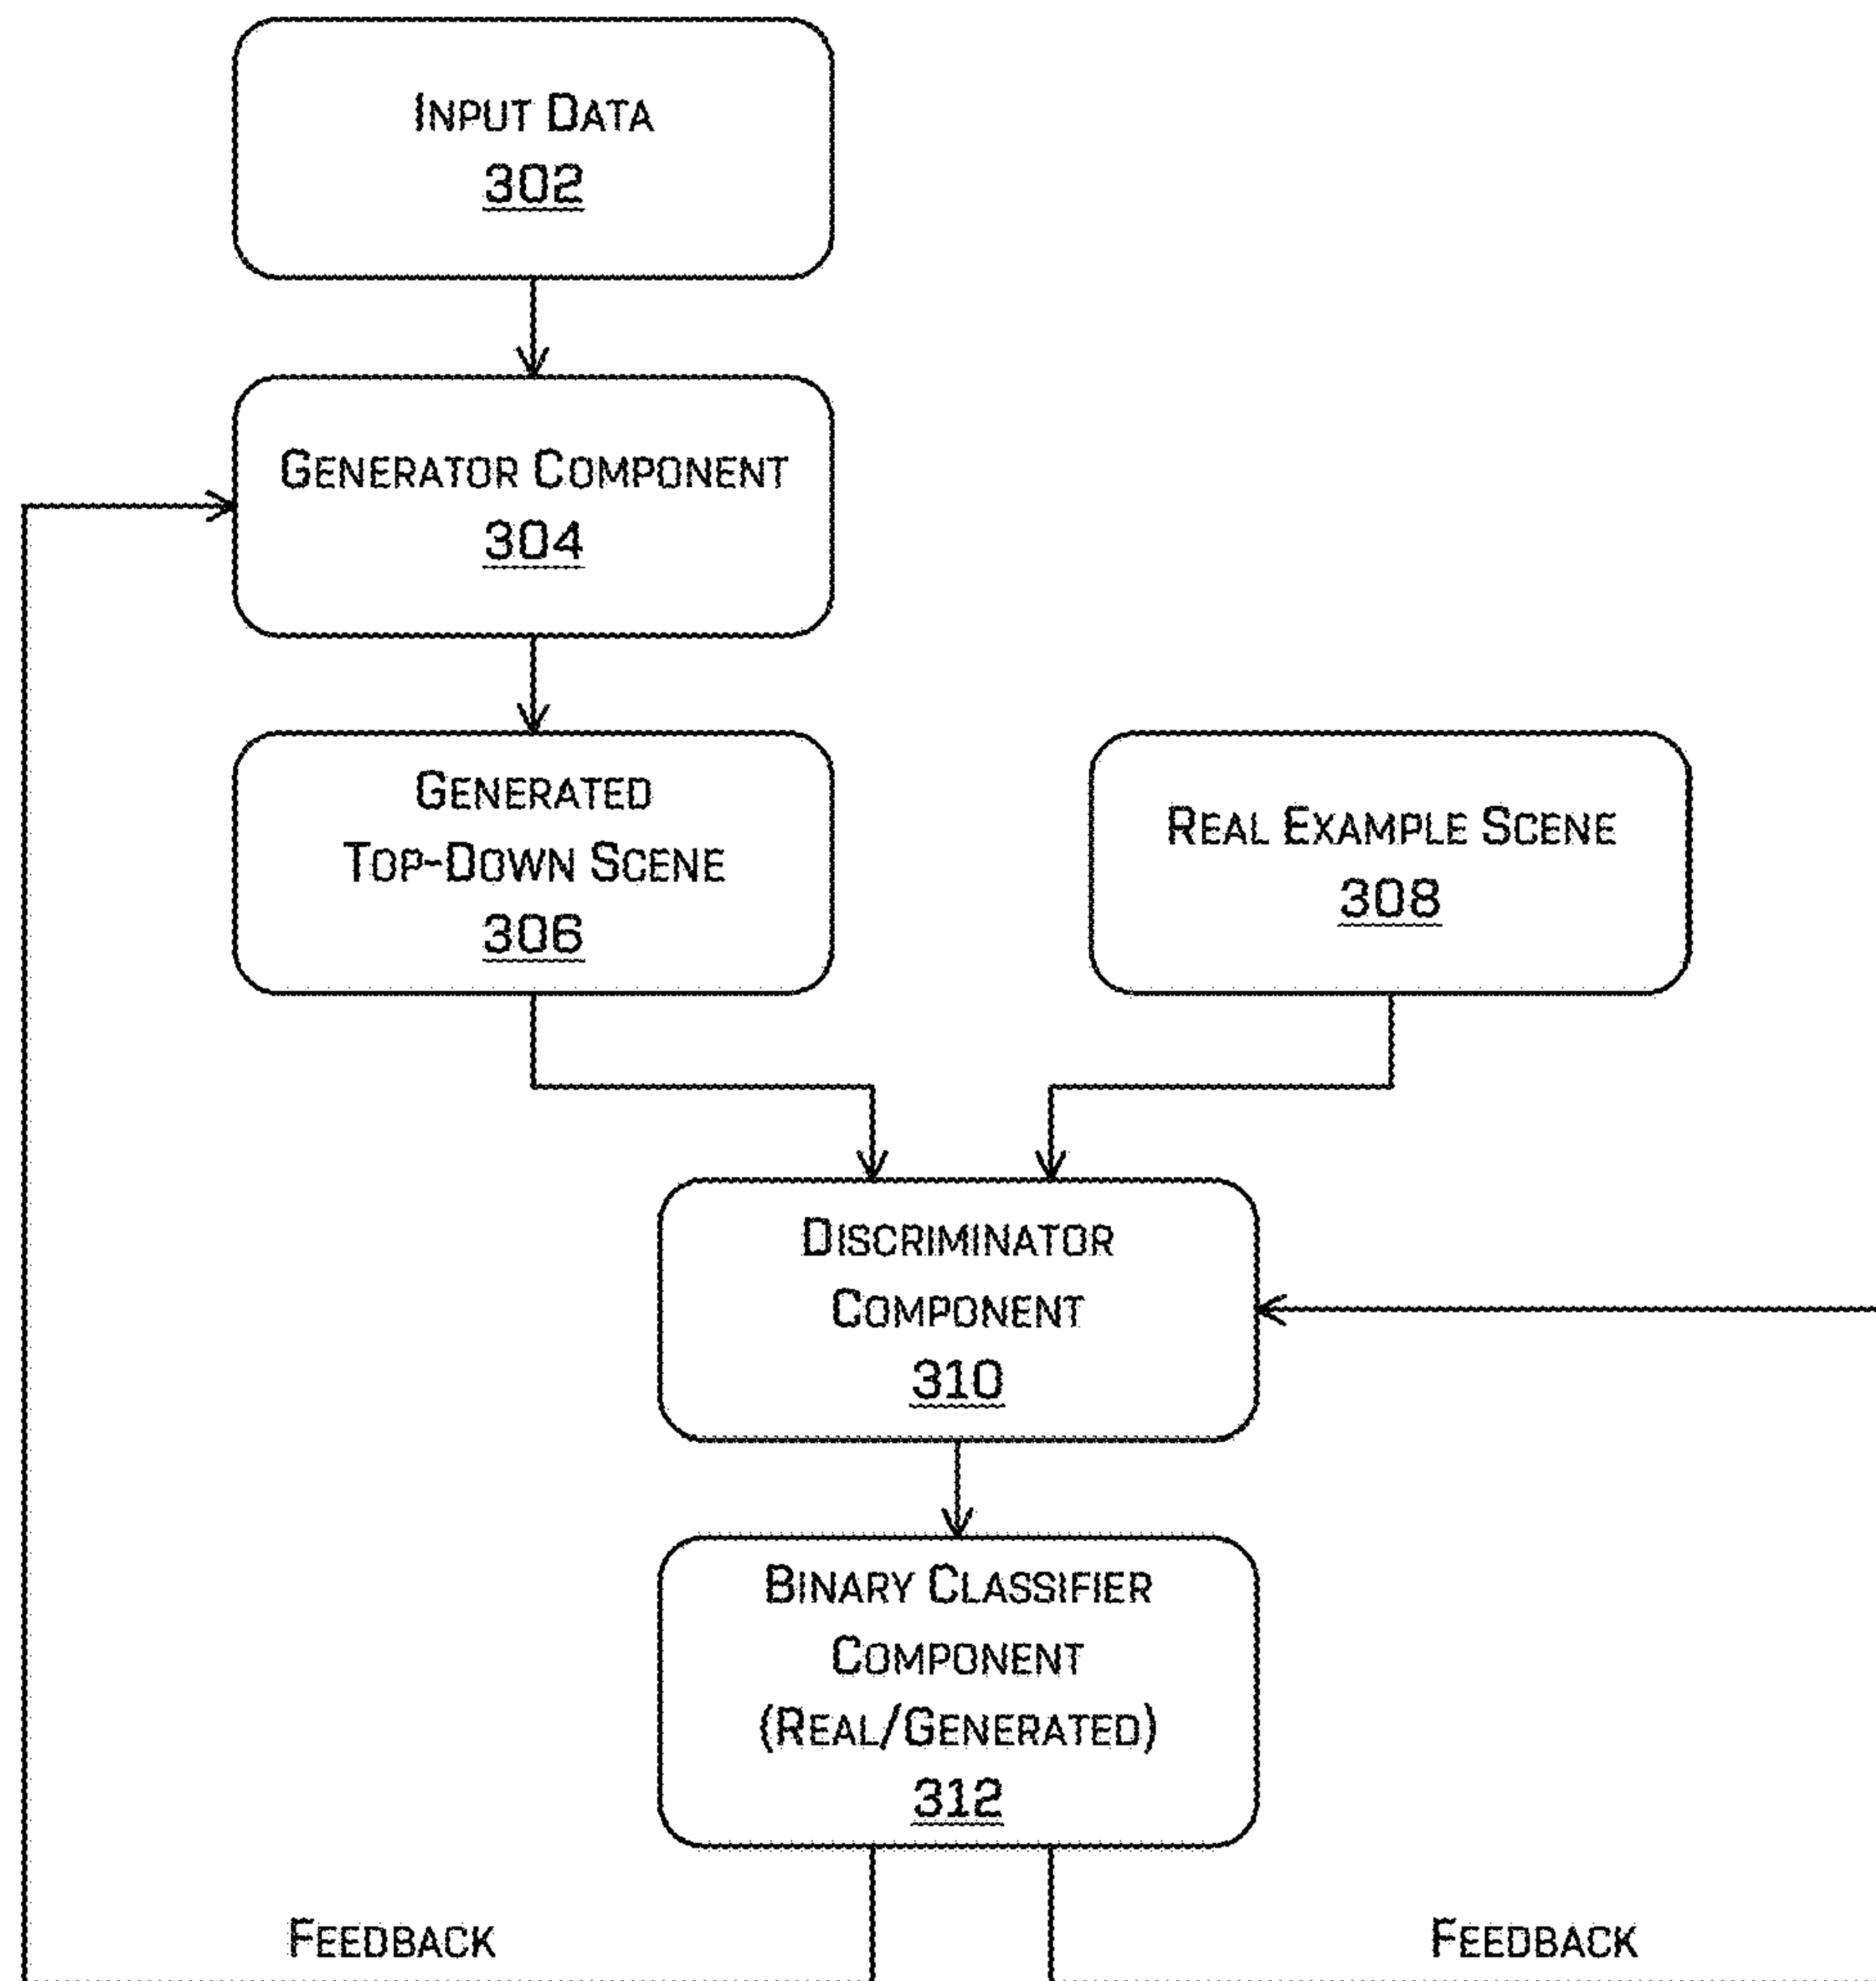 INPUT DATA
302
GENERATOR COMPONENT
304
GENERATED
TOP-DOWN SCENE
306
REAL EXAMPLE SCENE
308
DISCRIMINATOR
COMPONENT
310
BINARY CLASSIFIER
COMPONENT
(REAL/GENERATED)
312
FEEDBACK
FEEDBACK